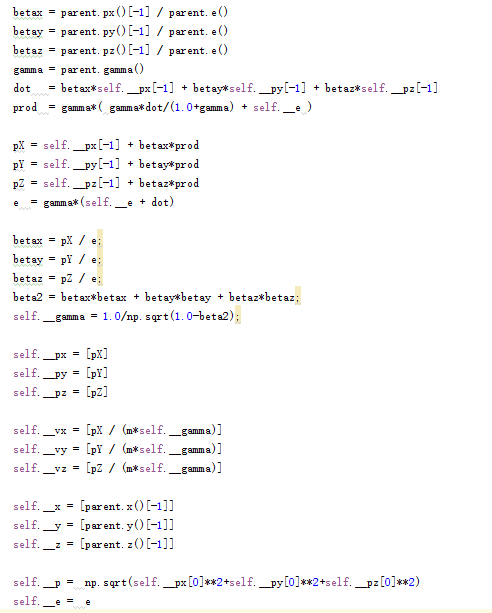 betax = parent.px()[-1] / parent.e()
betay = parent.py()[-1] / parent.e()
betaz = parent.pz()[-1] / parent.e()
gamma = parent.gamma()
dot   = betax*self.__px[-1] + betay*self.__py[-1] + betaz*self.__pz[-1]
prod  = gamma*( gamma*dot/(1.0+gamma) + self.__e )
pX = self.__px[-1] + betax*prod
pY = self.__py[-1] + betay*prod
pZ = self.__pz[-1] + betaz*prod
e  = gamma*(self.__e + dot)
betax = pX / e;
betay = pY / e;
betaz = pZ / e;
beta2 = betax*betax + betay*betay + betaz*betaz;
self.__gamma = 1.0/np.sqrt(1.0-beta2);
self.__px = [pX]
self.__py = [pY]
self.__pz = [pZ]
self.__vx = [pX / (m*self.__gamma)]
self.__vy = [pY / (m*self.__gamma)]
self.__vz = [pZ / (m*self.__gamma)]
self.__x = [parent.x()[-1]]
self.__y = [parent.y()[-1]]
self.__z = [parent.z()[-1]]
self.__p =  np.sqrt(self.__px[0]**2+self.__py[0]**2+self.__pz[0]**2)
self.__e =  e